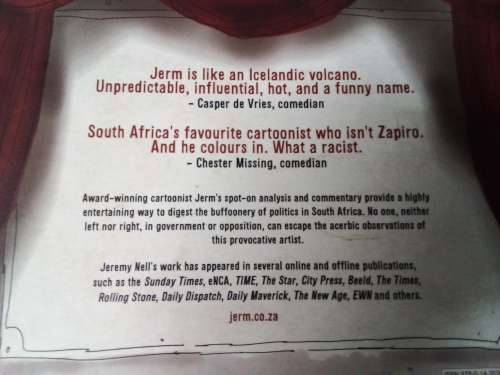 Jerm is like an Icelandic volcano.
Unpredictable, influential, hot, and a funny name.
– Casper de Vries, comedian
South Africa's favourite cartoonist who isn't Zapiro.
And he colours in. What a racist.
– Chester Missing, comedian
Award-winning cartoonist Jerm's spot-on analysis and commentary provide a highly
entertaining way to digest the buffoonery of politics in South Africa. No one, neither
left nor right, in government or opposition, can escape the acerbic observations of
this provocative artist.
Jeremy Nell's work has appeared in several online and offline publications,
such as the Sunday Times, eNCA, TIME, The Star, City Press, Beeld, The Times,
Rolling Stone, Daily Dispatch, Daily Maverick, The New Age, EWN and others.
jerm.co.za